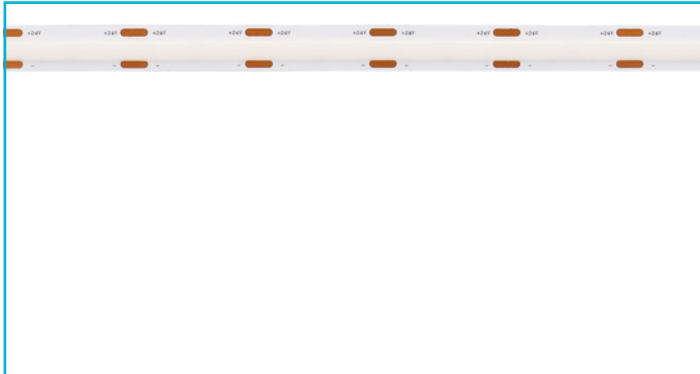 +24V +24V +24V +24V +24V +24V +24V +24V +24V +24V +24V
- - - - - - - - - - -